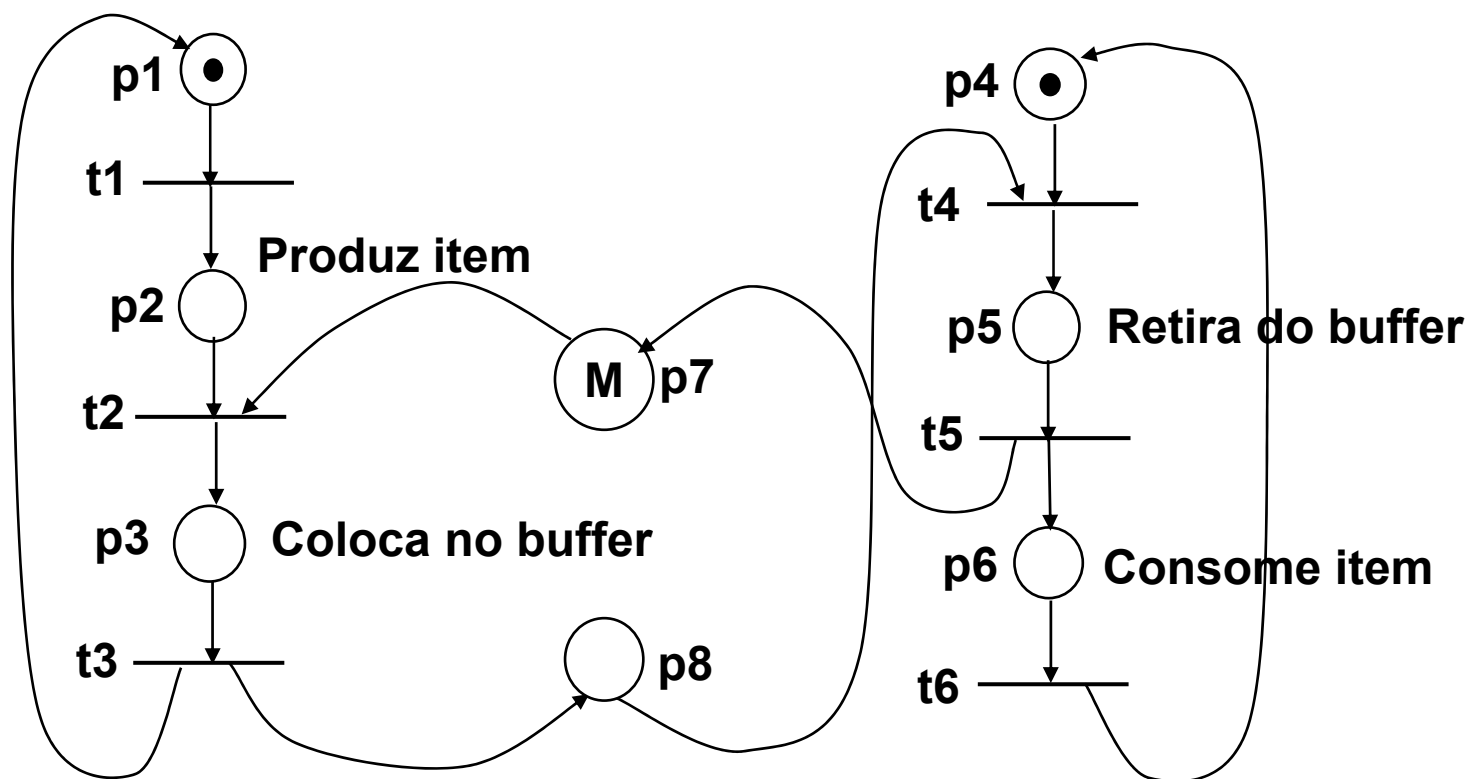 p1
p4
t1
t4
Produz item
p2
p5
Retira do buffer
M
p7
t2
t5
p3
Coloca no buffer
p6
Consome item
t3
p8
t6